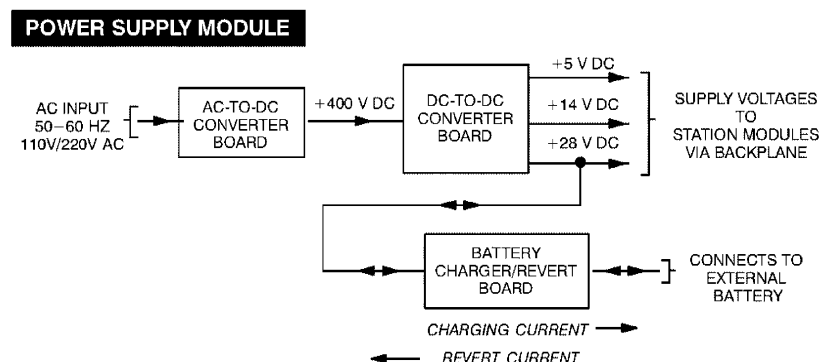 POWER SUPPLY MODULE
AC INPUT
50–60 HZ
110V/220V AC
AC-TO-DC
CONVERTER
BOARD
+400 V DC
DC-TO-DC
CONVERTER
BOARD
+5 V DC
+14 V DC
+28 V DC
SUPPLY VOLTAGES
TO
STATION MODULES
VIA BACKPLANE
BATTERY
CHARGER/REVERT
BOARD
CONNECTS TO
EXTERNAL
BATTERY
CHARGING CURRENT
REVERT CURRENT